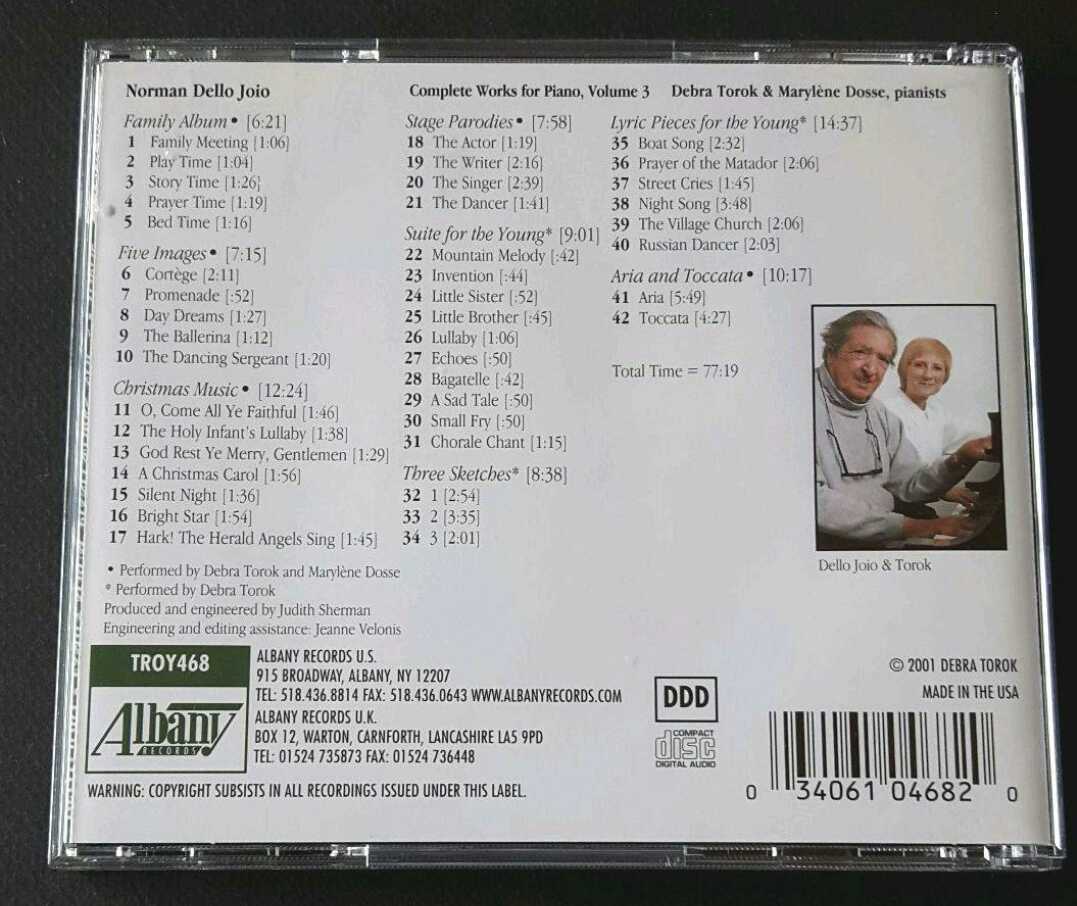 Norman Dello Joio
Complete Works for Piano, Volume 3 Debra Torok & Marylène Dosse, pianists
Family Album • [6:21]
1 Family Meeting [1:06]
2 Play Time [1:04]
3 Story Time [1:26]
4 Prayer Time [1:19]
5 Bed Time [1:16]
Five Images • [7:15]
6 Cortège [2:11]
7 Promenade [:52]
8 Day Dreams [1:27]
9 The Ballerina [1:12]
10 The Dancing Sergeant [1:20]
Christmas Music • [12:24]
11 O, Come All Ye Faithful [1:46]
12 The Holy Infant's Lullaby [1:38]
13 God Rest Ye Merry, Gentlemen [1:29]
14 A Christmas Carol [1:56]
15 Silent Night [1:36]
16 Bright Star [1:54]
17 Hark! The Herald Angels Sing [1:45]
Stage Parodies • [7:58]
18 The Actor [1:19]
19 The Writer [2:16]
20 The Singer [2:39]
21 The Dancer [1:41]
Suite for the Young* [9:01]
22 Mountain Melody [:42]
23 Invention [:44]
24 Little Sister [:52]
25 Little Brother [:45]
26 Lullaby [1:06]
27 Echoes [:50]
28 Bagatelle [:42]
29 A Sad Tale [:50]
30 Small Fry [:50]
31 Chorale Chant [1:15]
Three Sketches* [8:38]
32 1 [2:54]
33 2 [3:35]
34 3 [2:01]
Lyric Pieces for the Young* [14:37]
35 Boat Song [2:32]
36 Prayer of the Matador [2:06]
37 Street Cries [1:45]
38 Night Song [3:48]
39 The Village Church [2:06]
40 Russian Dancer [2:03]
Aria and Toccata • [10:17]
41 Aria [5:49]
42 Toccata [4:27]
Total Time = 77:19
Dello Joio & Torok
• Performed by Debra Torok and Marylène Dosse
* Performed by Debra Torok
Produced and engineered by Judith Sherman
Engineering and editing assistance: Jeanne Velonis
TROY468
Albany
RECORDS
ALBANY RECORDS U.S.
915 BROADWAY, ALBANY, NY 12207
TEL: 518.436.8814 FAX: 518.436.0643 WWW.ALBANYRECORDS.COM
ALBANY RECORDS U.K.
BOX 12, WARTON, CARNFORTH, LANCASHIRE LA5 9PD
TEL: 01524 735873 FAX: 01524 736448
WARNING: COPYRIGHT SUBSISTS IN ALL RECORDINGS ISSUED UNDER THIS LABEL.
DDD
COMPACT
disc
DIGITAL AUDIO
© 2001 DEBRA TOROK
MADE IN THE USA
0 34061 04682 0